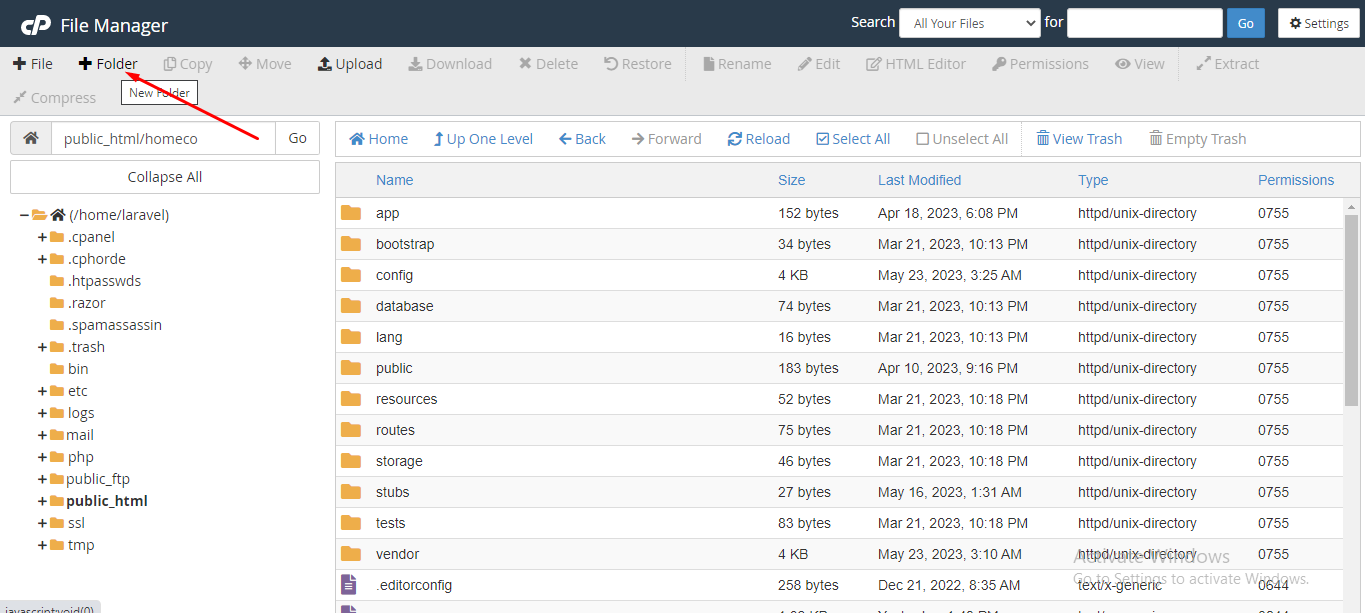 cP File Manager Search All Your Files for Go Settings
File Folder Copy Move Upload Download Delete Restore Rename Edit HTML Editor Permissions View Extract
Compress New Folder
public_html/homeco Go Home Up One Level Back Forward Reload Select All Unselect All View Trash Empty Trash
Collapse All
(/home/laravel)
.cpanel
.cphorde
.htpasswds
.razor
.spamassassin
.trash
bin
etc
logs
mail
php
public_ftp
public_html
ssl
tmp
javascript:void(0)
Name Size Last Modified Type Permissions
app 152 bytes Apr 18, 2023, 6:08 PM httpd/unix-directory 0755
bootstrap 34 bytes Mar 21, 2023, 10:13 PM httpd/unix-directory 0755
config 4 KB May 23, 2023, 3:25 AM httpd/unix-directory 0755
database 74 bytes Mar 21, 2023, 10:13 PM httpd/unix-directory 0755
lang 16 bytes Mar 21, 2023, 10:13 PM httpd/unix-directory 0755
public 183 bytes Apr 10, 2023, 9:16 PM httpd/unix-directory 0755
resources 52 bytes Mar 21, 2023, 10:18 PM httpd/unix-directory 0755
routes 75 bytes Mar 21, 2023, 10:18 PM httpd/unix-directory 0755
storage 46 bytes Mar 21, 2023, 10:18 PM httpd/unix-directory 0755
stubs 27 bytes May 16, 2023, 1:31 AM httpd/unix-directory 0755
tests 83 bytes Mar 21, 2023, 10:18 PM httpd/unix-directory 0755
vendor 4 KB May 23, 2023, 3:10 AM httpd/unix-directory 0755
.editorconfig 258 bytes Dec 21, 2022, 8:35 AM text/x-generic 0644
Activate Windows
Go to Settings to activate Windows.